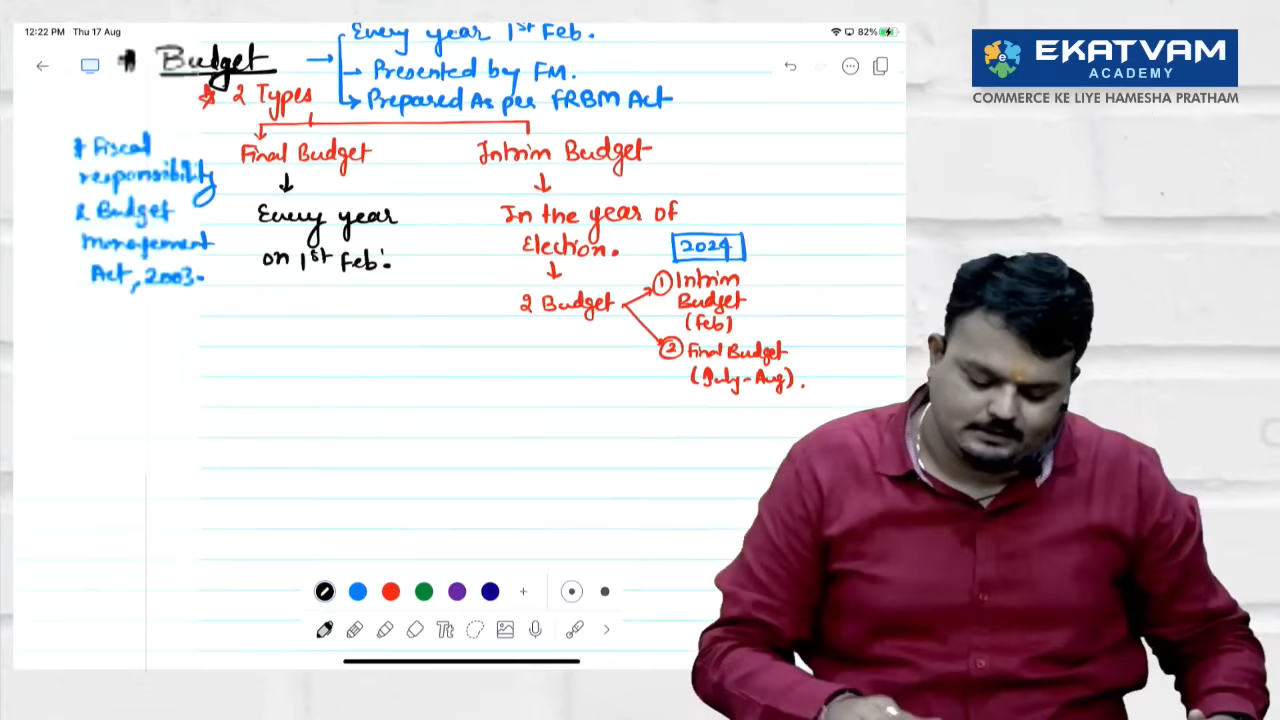 12:22 PM Thu 17 Aug
82%
EKATVAM
ACADEMY
COMMERCE KE LIYE HAMESHA PRATHAM
Budget
Every year 1st Feb.
Presented by FM.
Prepared As per FRBM Act
2 Types
* Fiscal
responsibility
& Budget
Management
Act, 2003.
Final Budget
Every year
on 1st Feb.
Intrim Budget
In the year of
Election.
2024
2 Budget
① Intrim
Budget
(Feb)
② Final Budget
(July-Aug).
Tt